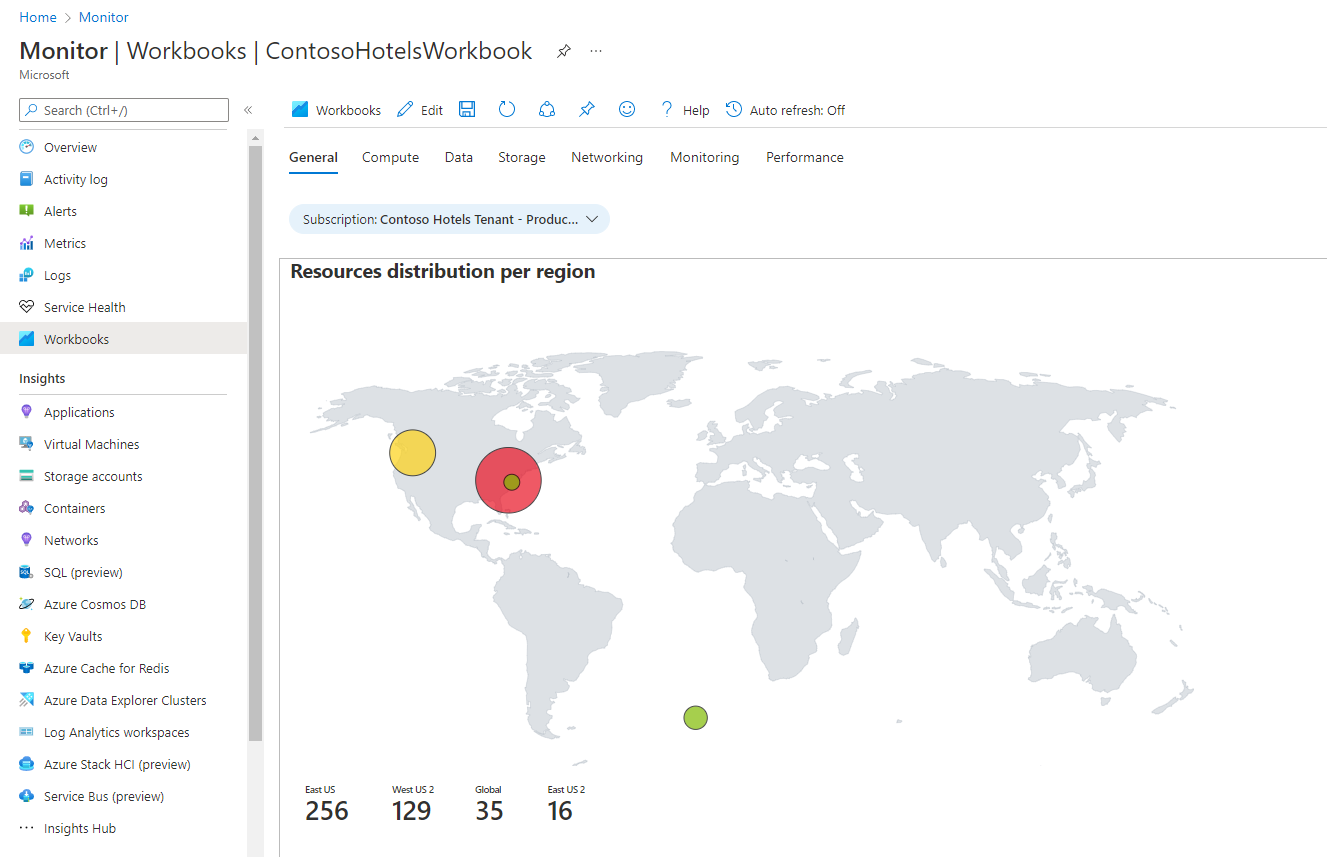 Home > Monitor
Monitor | Workbooks | ContosoHotelsWorkbook ...
Microsoft
Search (Ctrl+/) «
Workbooks Edit Help Auto refresh: Off
Overview
Activity log
Alerts
Metrics
Logs
Service Health
Workbooks
Insights
Applications
Virtual Machines
Storage accounts
Containers
Networks
SQL (preview)
Azure Cosmos DB
Key Vaults
Azure Cache for Redis
Azure Data Explorer Clusters
Log Analytics workspaces
Azure Stack HCI (preview)
Service Bus (preview)
Insights Hub
General Compute Data Storage Networking Monitoring Performance
Subscription: Contoso Hotels Tenant - Produc...
Resources distribution per region
East US West US 2 Global East US 2
256 129 35 16